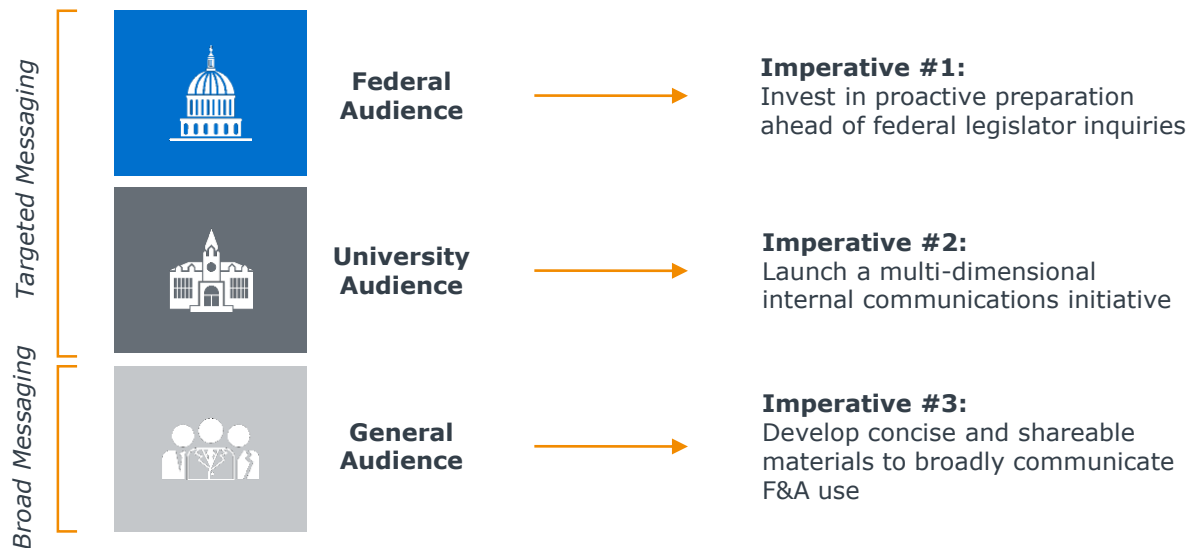 Targeted Messaging
Federal
Audience
Imperative #1:
Invest in proactive preparation
ahead of federal legislator inquiries
University
Audience
Imperative #2:
Launch a multi-dimensional
internal communications initiative
Broad Messaging
General
Audience
Imperative #3:
Develop concise and shareable
materials to broadly communicate
F&A use